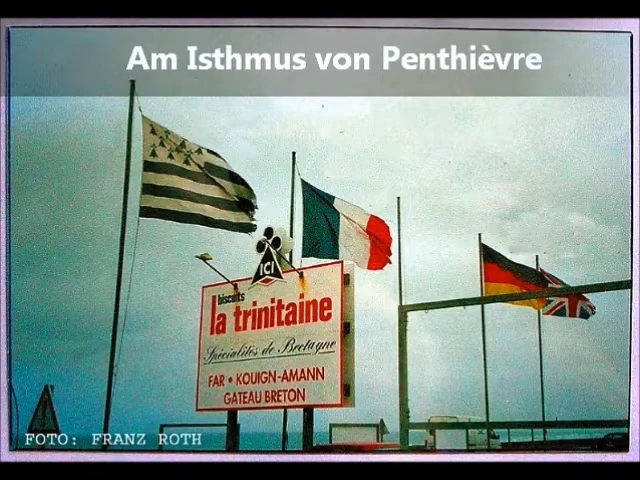 Am Isthmus von Penthièvre
ICI
biscuits
la trinitaine
Spécialités de Bretagne
FAR • KOUIGN-AMANN
GATEAU BRETON
FOTO: FRANZ ROTH